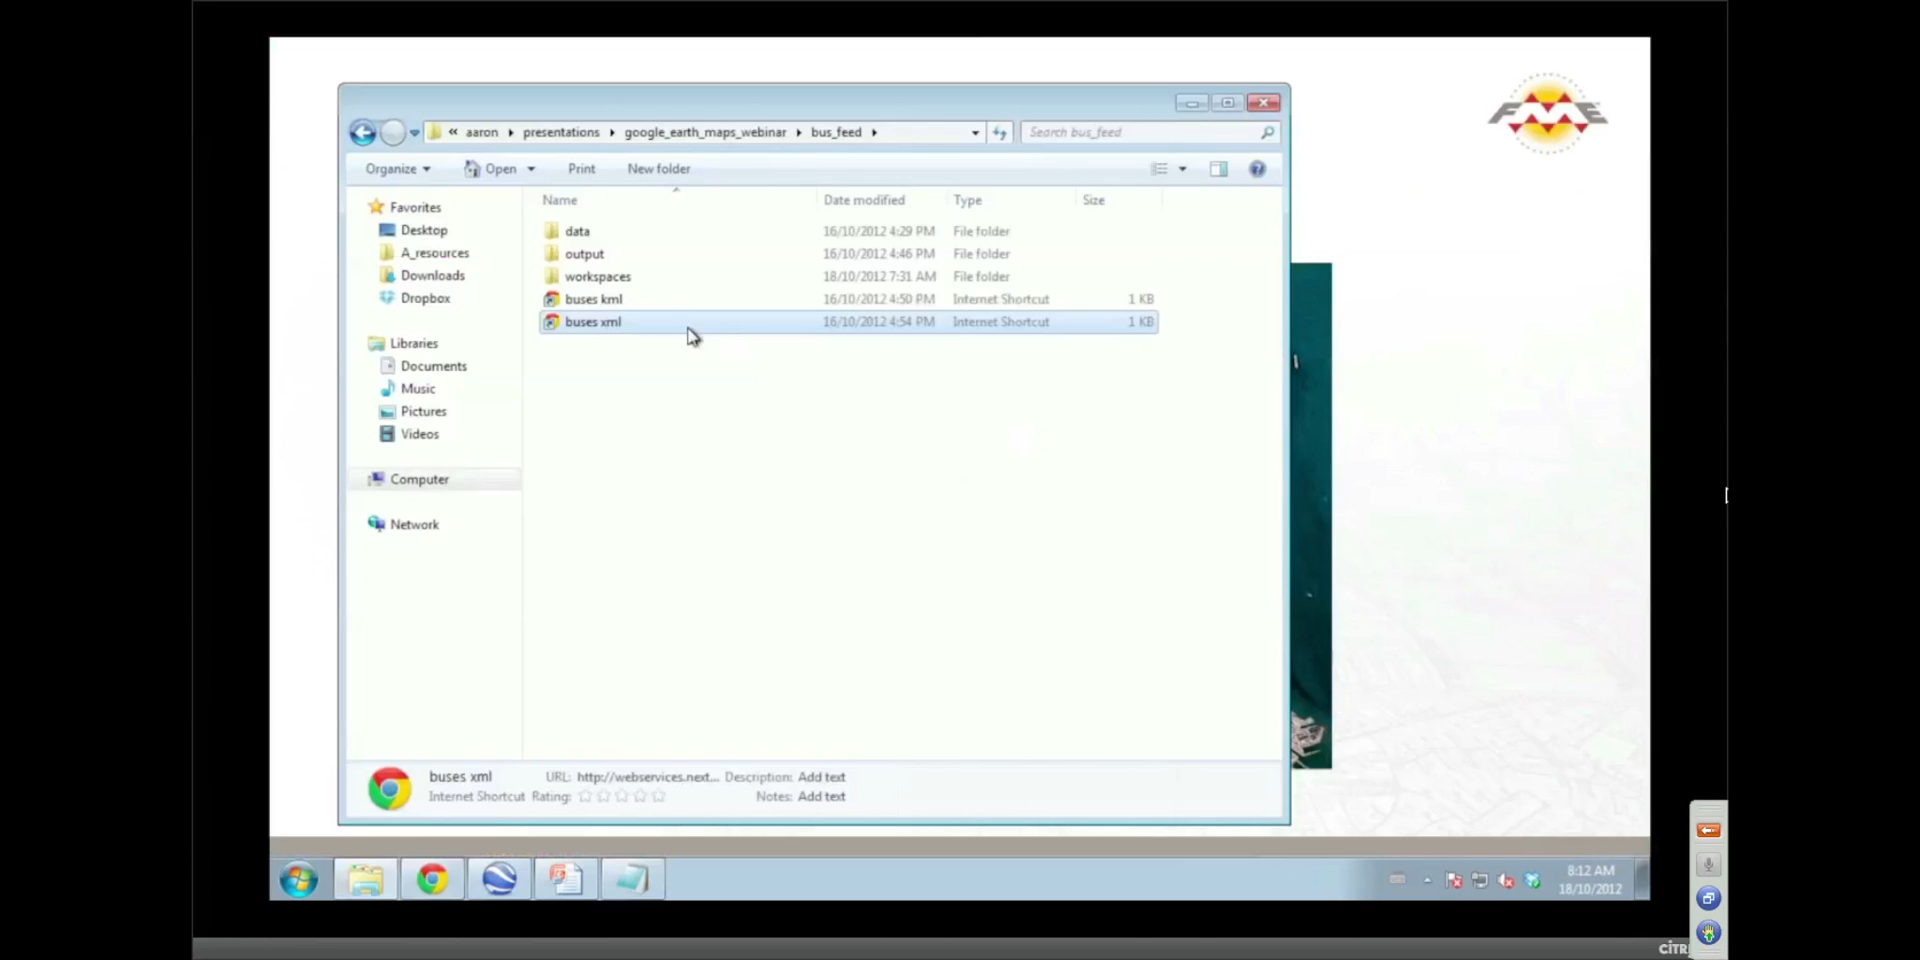 FME
« aaron ▸ presentations ▸ google_earth_maps_webinar ▸ bus_feed ▸
Search bus_feed
Organize Open Print New folder
Name Date modified Type Size
Favorites
Desktop
A_resources
Downloads
Dropbox
Libraries
Documents
Music
Pictures
Videos
Computer
Network
data 16/10/2012 4:29 PM File folder
output 16/10/2012 4:46 PM File folder
workspaces 18/10/2012 7:31 AM File folder
buses kml 16/10/2012 4:50 PM Internet Shortcut 1 KB
buses xml 16/10/2012 4:54 PM Internet Shortcut 1 KB
buses xml URL: http://webservices.next... Description: Add text
Internet Shortcut Rating: Notes: Add text
8:12 AM
18/10/2012